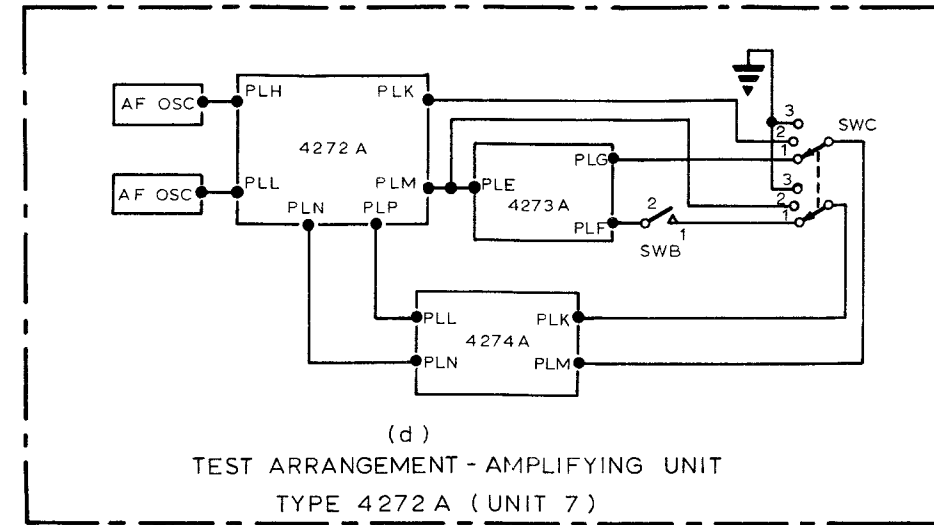 AF OSC
PLH
PLK
4272A
AF OSC
PLL
PLM
PLN
PLP
PLE
PLG
4273A
PLF
2
1
SWB
3
2
1
SWC
3
2
1
PLL
PLK
4274A
PLN
PLM
(d)
TEST ARRANGEMENT - AMPLIFYING UNIT
TYPE 4272A (UNIT 7)